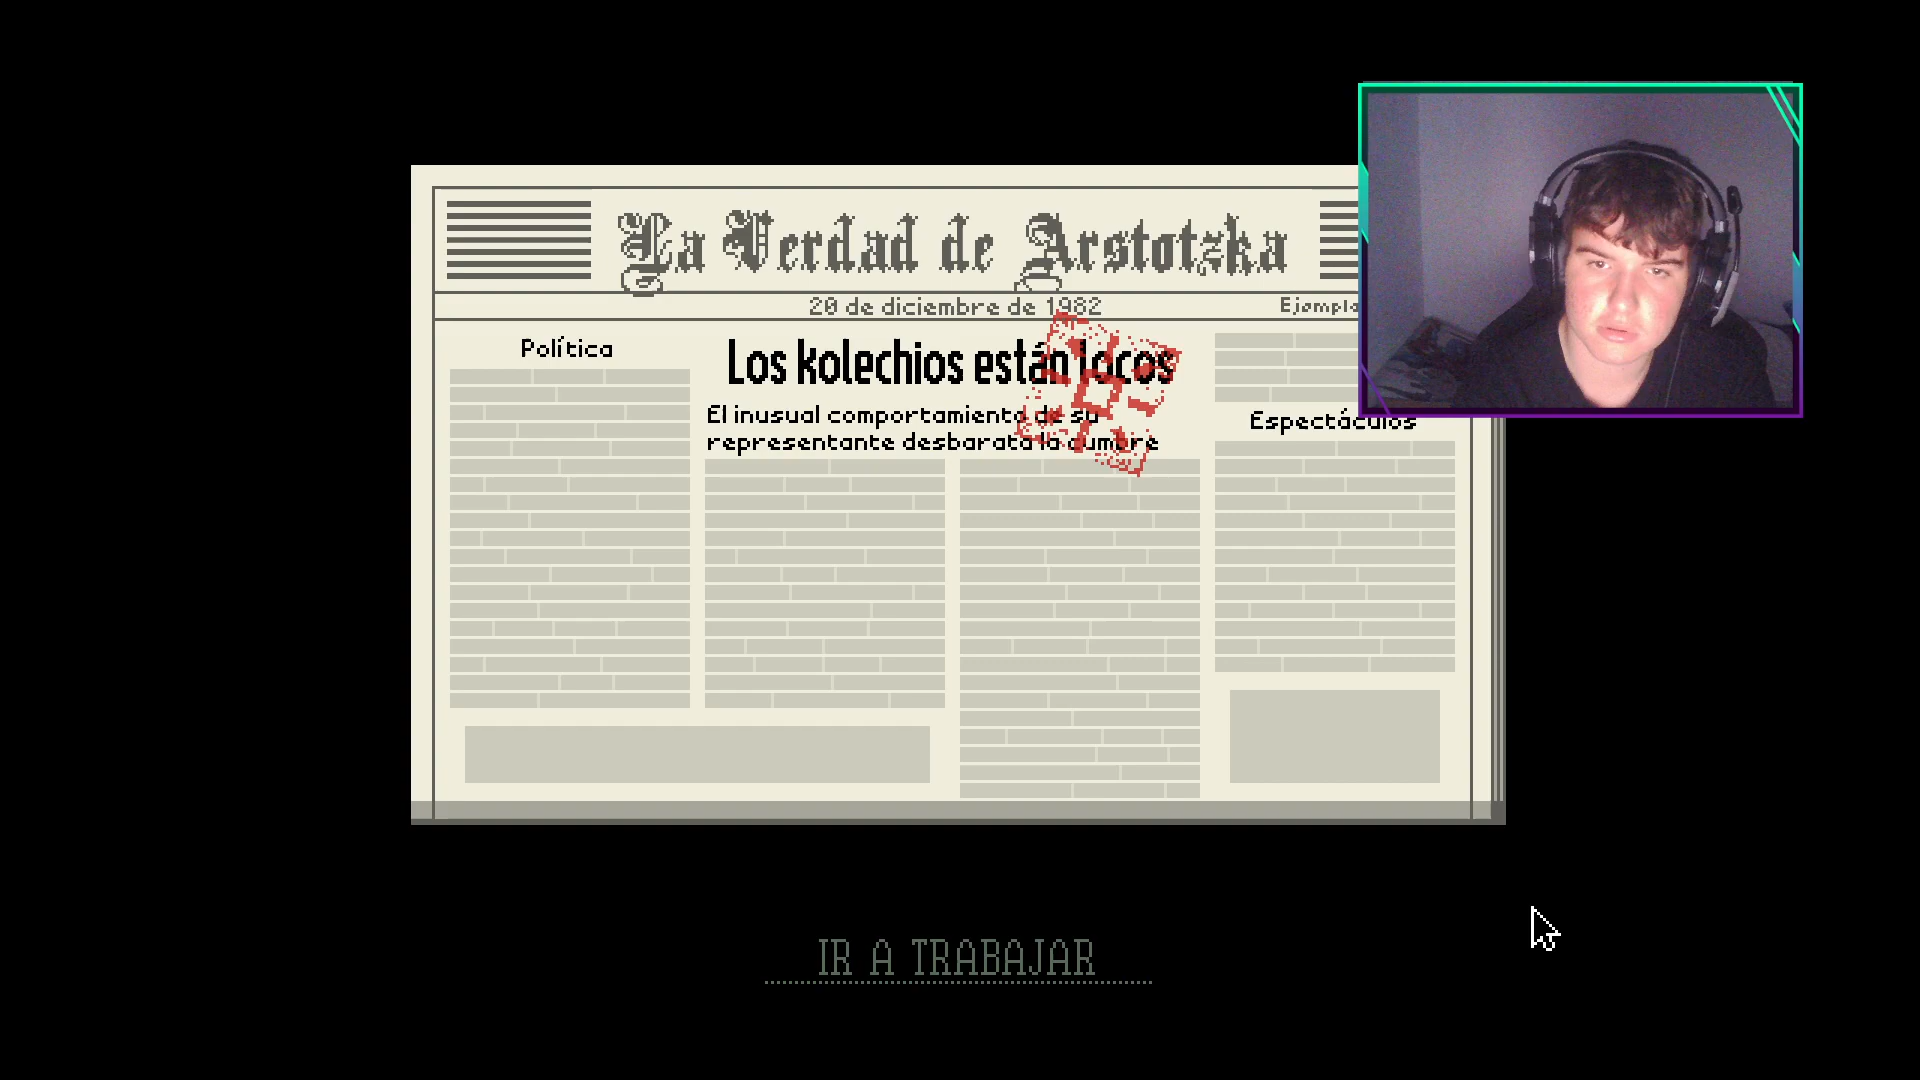 La Verdad de Arstotzka
20 de diciembre de 1982
Política
Los kolechios están locos
El inusual comportamiento de su
representante desbarata la cumbre
Espectáculos
IR A TRABAJAR